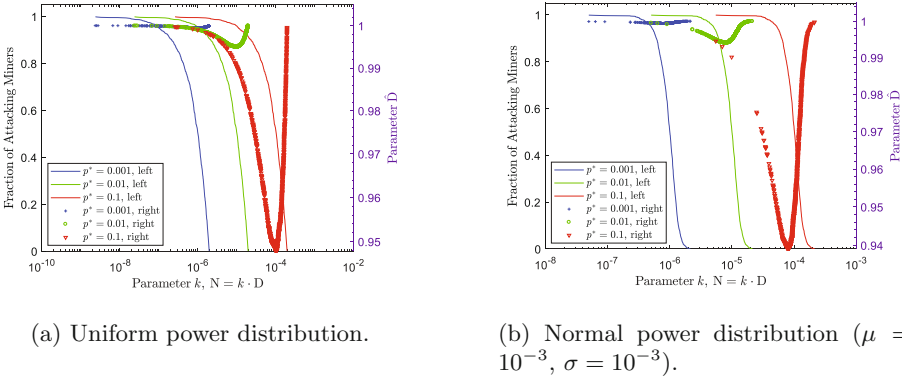 Fraction of Attacking Miners
1
0.8
0.6
0.4
0.2
0
p* = 0.001, left
p* = 0.01, left
p* = 0.1, left
p* = 0.001, right
p* = 0.01, right
p* = 0.1, right
10^-10
10^-8
10^-6
10^-4
10^-2
Parameter k, N = k · D
1
0.99
0.98
0.97
0.96
0.95
Parameter D̂
(a) Uniform power distribution.
Fraction of Attacking Miners
1
0.8
0.6
0.4
0.2
0
p* = 0.001, left
p* = 0.01, left
p* = 0.1, left
p* = 0.001, right
p* = 0.01, right
p* = 0.1, right
10^-8
10^-7
10^-6
10^-5
10^-4
10^-3
Parameter k, N = k · D
1
0.99
0.98
0.97
0.96
0.95
0.94
Parameter D̂
(b) Normal power distribution (μ =
10^-3, σ = 10^-3).